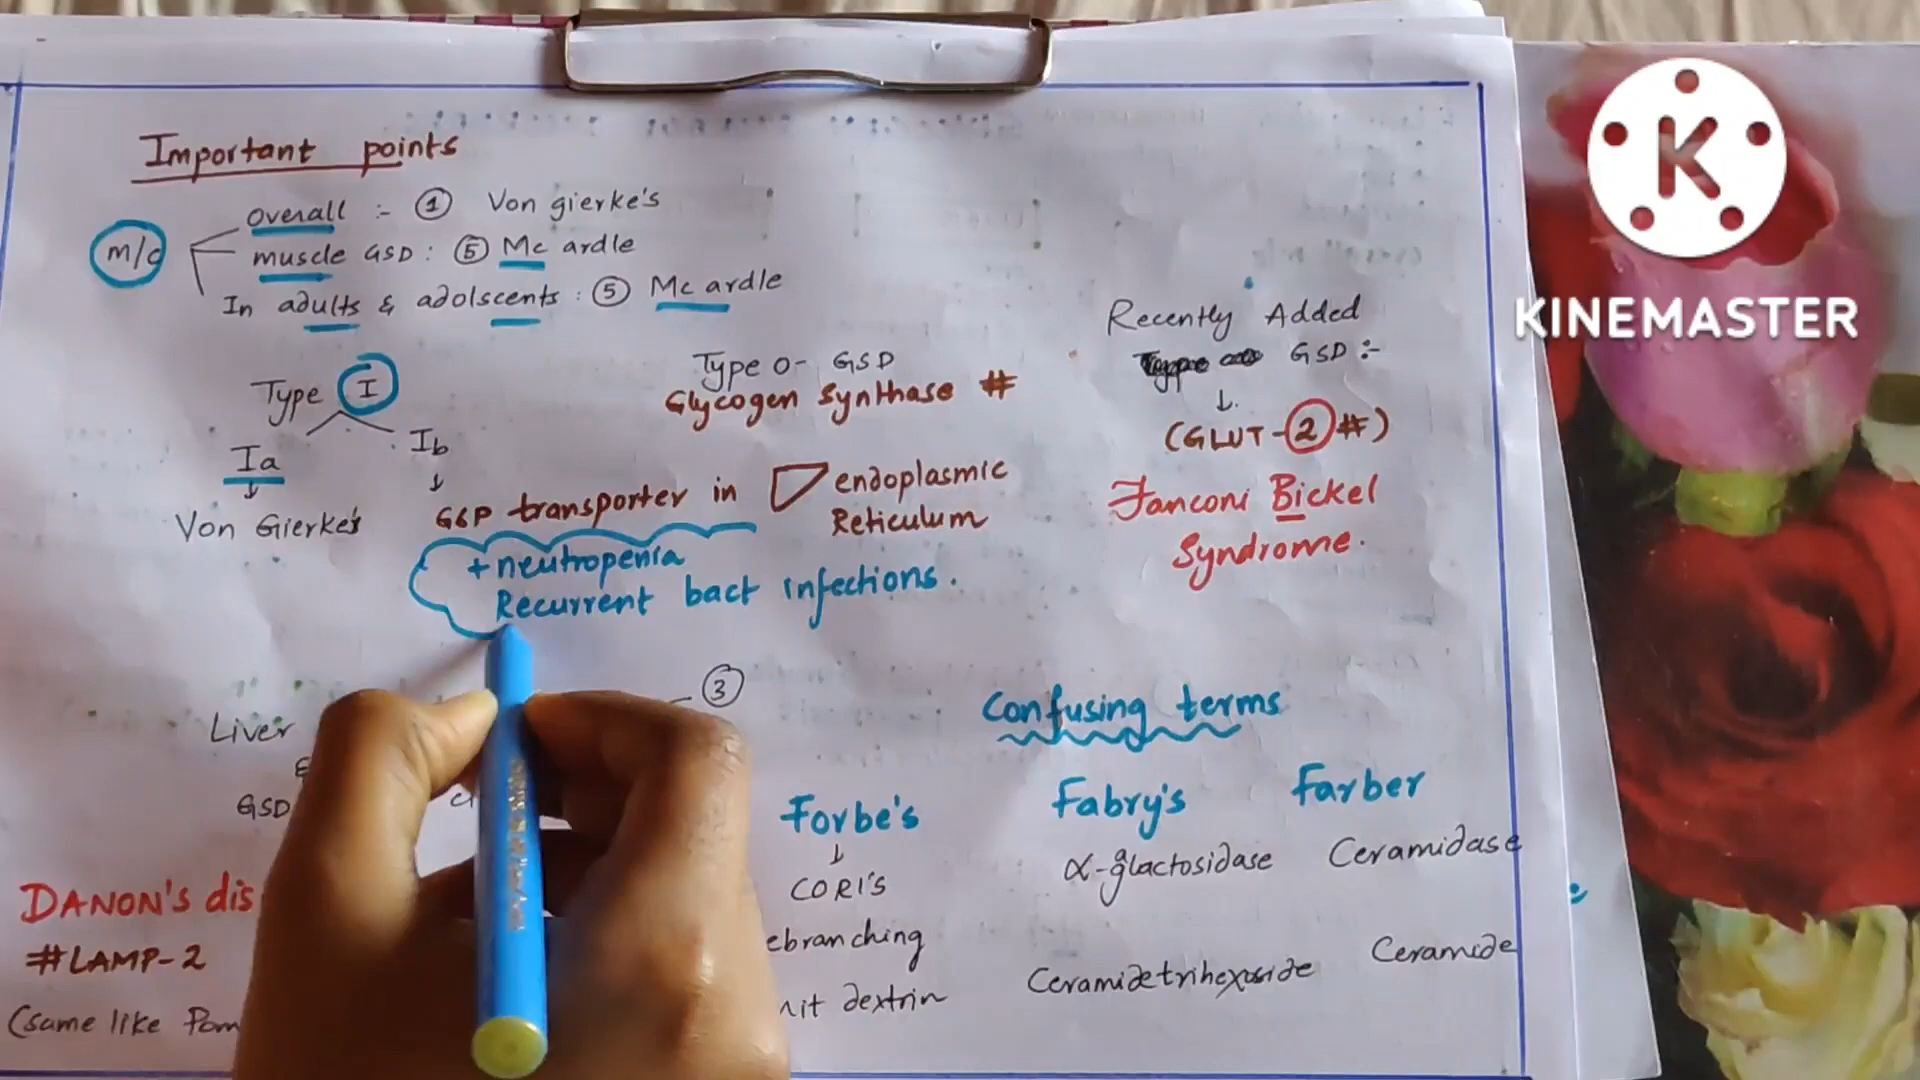 Important points
m/c
overall :- ① Von gierke's
muscle GSD : ⑤ Mc ardle
In adults & adolscents : ⑤ Mc ardle
Type I
Ia
Ib
Von Gierke's
G6P transporter in endoplasmic
Reticulum
+neutropenia
Recurrent bact infections.
Type 0- GSD
Glycogen Synthase #
Recently Added
GSD :-
(GLUT-2 #)
Fanconi Bickel
Syndrome.
Liver
GSD
③
DANON's dis
#LAMP-2
(same like Pom
Forbe's
CORI'S
ebranching
nit dextrin
Confusing terms
Fabry's
Farber
α-glactosidase
Ceramidase
Ceramidetrihexoside
Ceramide
K
KINEMASTER